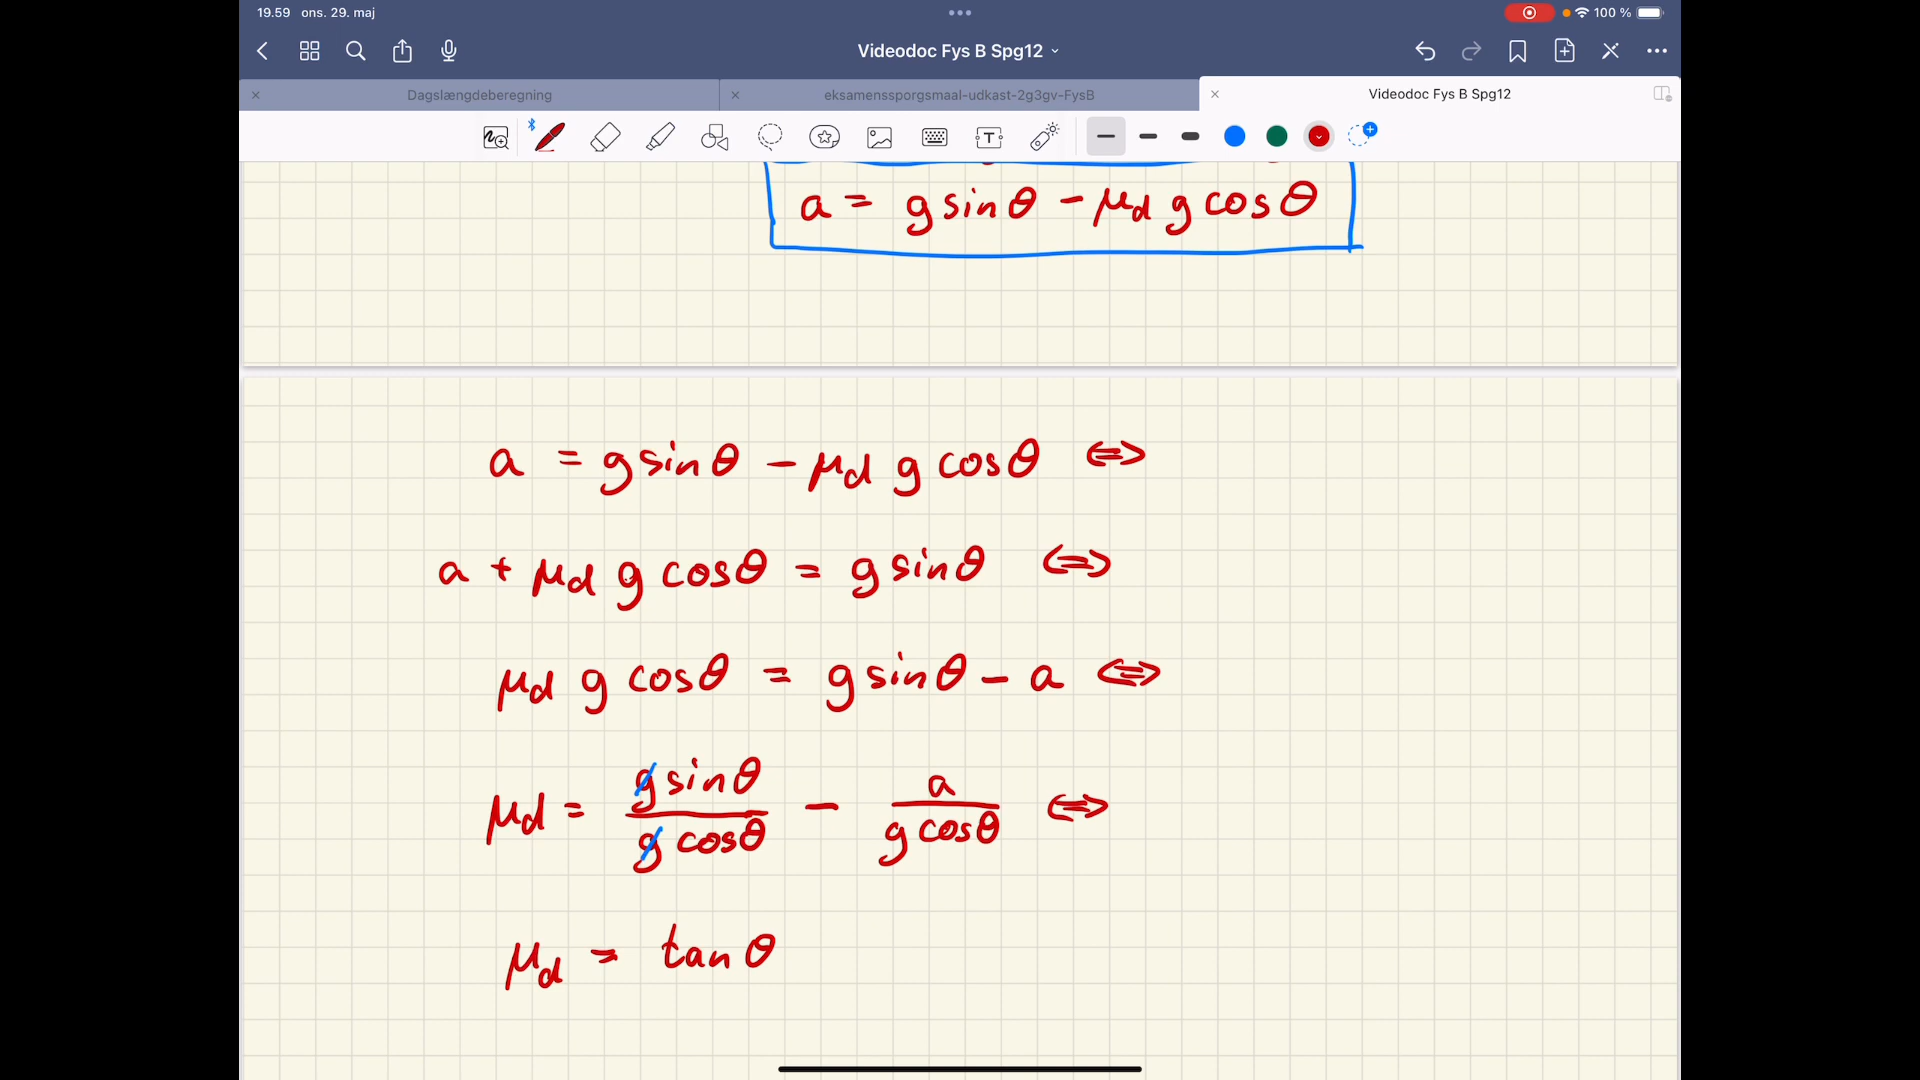 19.59 ons. 29. maj
100 %
Videodoc Fys B Spg12
Dagslængdeberegning
eksamenssporgsmaal-udkast-2g3gv-FysB
Videodoc Fys B Spg12
a = g sin θ - μd g cos θ
a = g sin θ - μd g cos θ ⇔
a + μd g cos θ = g sin θ ⇔
μd g cos θ = g sin θ - a ⇔
μd = g sin θ / g cos θ - a / g cos θ ⇔
μd = tan θ